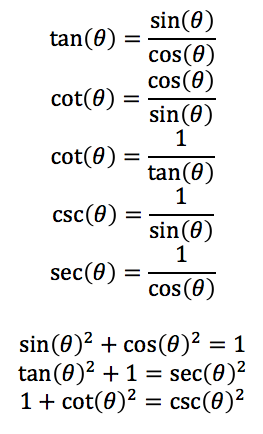 tan(θ) = sin(θ)/cos(θ)
cot(θ) = cos(θ)/sin(θ)
cot(θ) = 1/tan(θ)
csc(θ) = 1/sin(θ)
sec(θ) = 1/cos(θ)
sin(θ)² + cos(θ)² = 1
tan(θ)² + 1 = sec(θ)²
1 + cot(θ)² = csc(θ)²